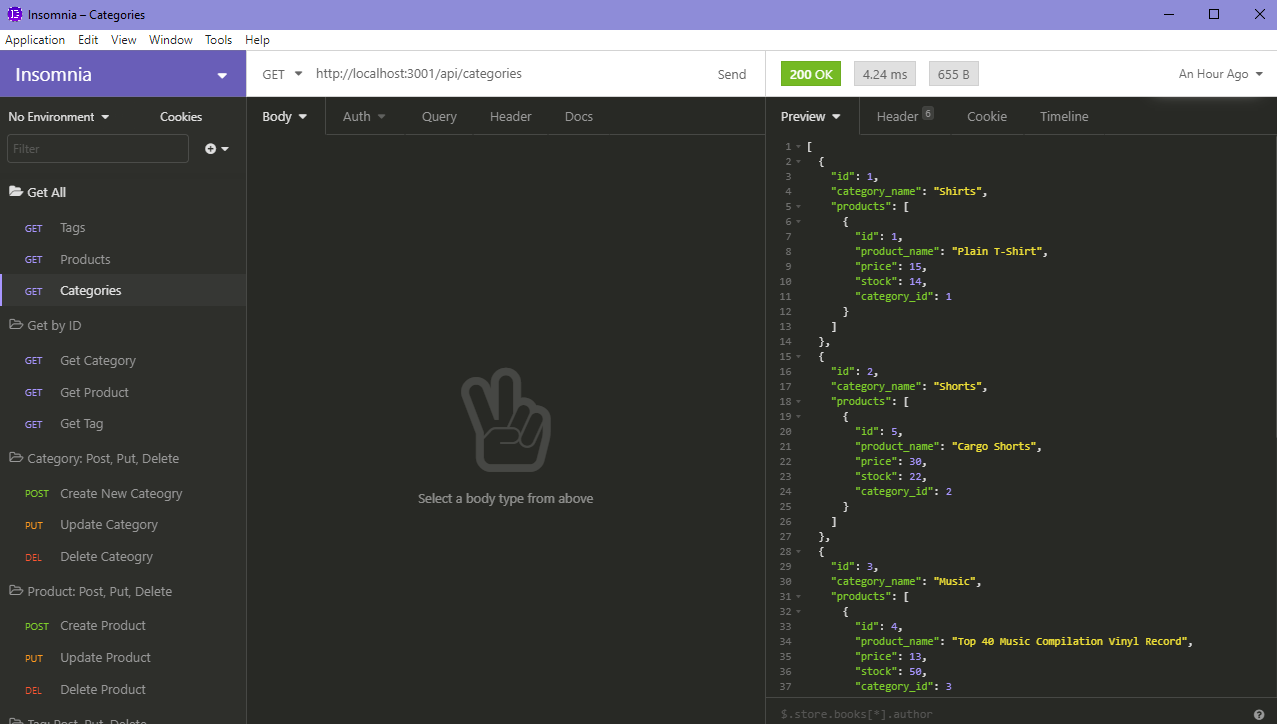 Insomnia – Categories
Application Edit View Window Tools Help
Insomnia
GET http://localhost:3001/api/categories Send
200 OK 4.24 ms 655 B An Hour Ago
No Environment Cookies
Filter
Get All
GET Tags
GET Products
GET Categories
Get by ID
GET Get Category
GET Get Product
GET Get Tag
Category: Post, Put, Delete
POST Create New Cateogry
PUT Update Category
DEL Delete Cateogry
Product: Post, Put, Delete
POST Create Product
PUT Update Product
DEL Delete Product
Tag: Post, Put, Delete
Body Auth Query Header Docs
Select a body type from above
Preview Header 6 Cookie Timeline
1 [
2 {
3 "id": 1,
4 "category_name": "Shirts",
5 "products": [
6 {
7 "id": 1,
8 "product_name": "Plain T-Shirt",
9 "price": 15,
10 "stock": 14,
11 "category_id": 1
12 }
13 ]
14 },
15 {
16 "id": 2,
17 "category_name": "Shorts",
18 "products": [
19 {
20 "id": 5,
21 "product_name": "Cargo Shorts",
22 "price": 30,
23 "stock": 22,
24 "category_id": 2
25 }
26 ]
27 },
28 {
29 "id": 3,
30 "category_name": "Music",
31 "products": [
32 {
33 "id": 4,
34 "product_name": "Top 40 Music Compilation Vinyl Record",
35 "price": 13,
36 "stock": 50,
37 "category_id": 3
$.store.books[*].author